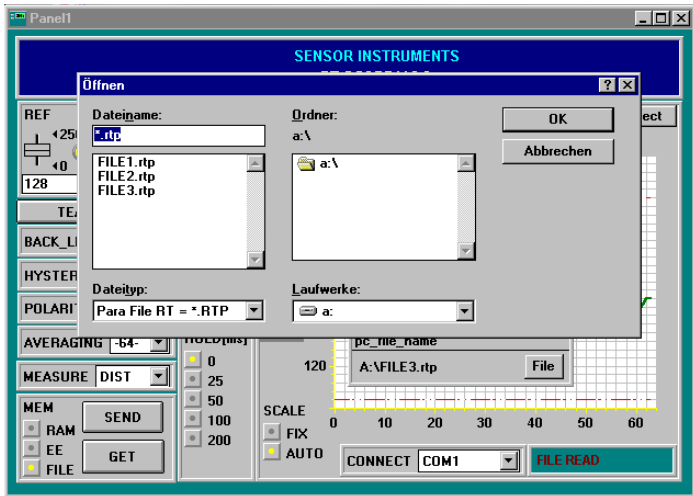 Panel1
SENSOR INSTRUMENTS
Öffnen
REF
250
0
128
TEA
BACK_LI
HYSTER
POLARI
AVERAGING -64-
MEASURE DIST
MEM
RAM
EE
FILE
SEND
GET
Dateiname:
*.rtp
FILE1.rtp
FILE2.rtp
FILE3.rtp
Dateityp:
Para File RT = *.RTP
Ordner:
a:\
a:\
Laufwerke:
a:
OK
Abbrechen
ect
HOLD[ms]
0
25
50
100
200
SCALE
FIX
AUTO
pc_file_name
A:\FILE3.rtp
File
120
0 10 20 30 40 50 60
CONNECT COM1
FILE READ